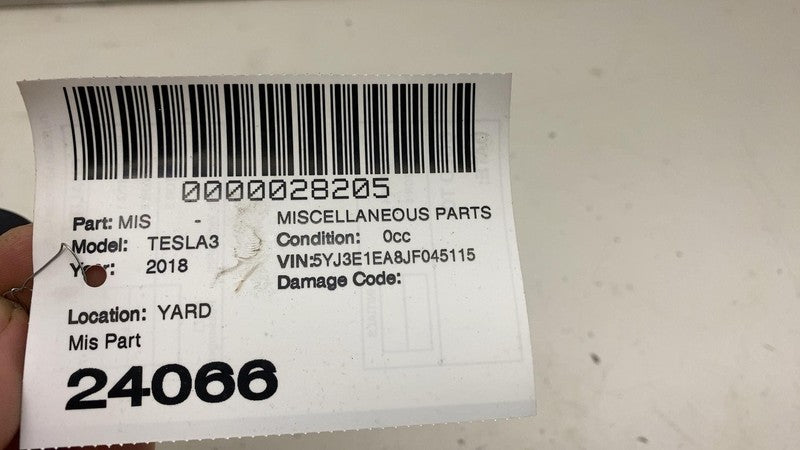 0000028205
Part: MIS - MISCELLANEOUS PARTS
Model: TESLA3 Condition: 0cc
Year: 2018 VIN:5YJ3E1EA8JF045115
Damage Code:
Location: YARD
Mis Part
24066